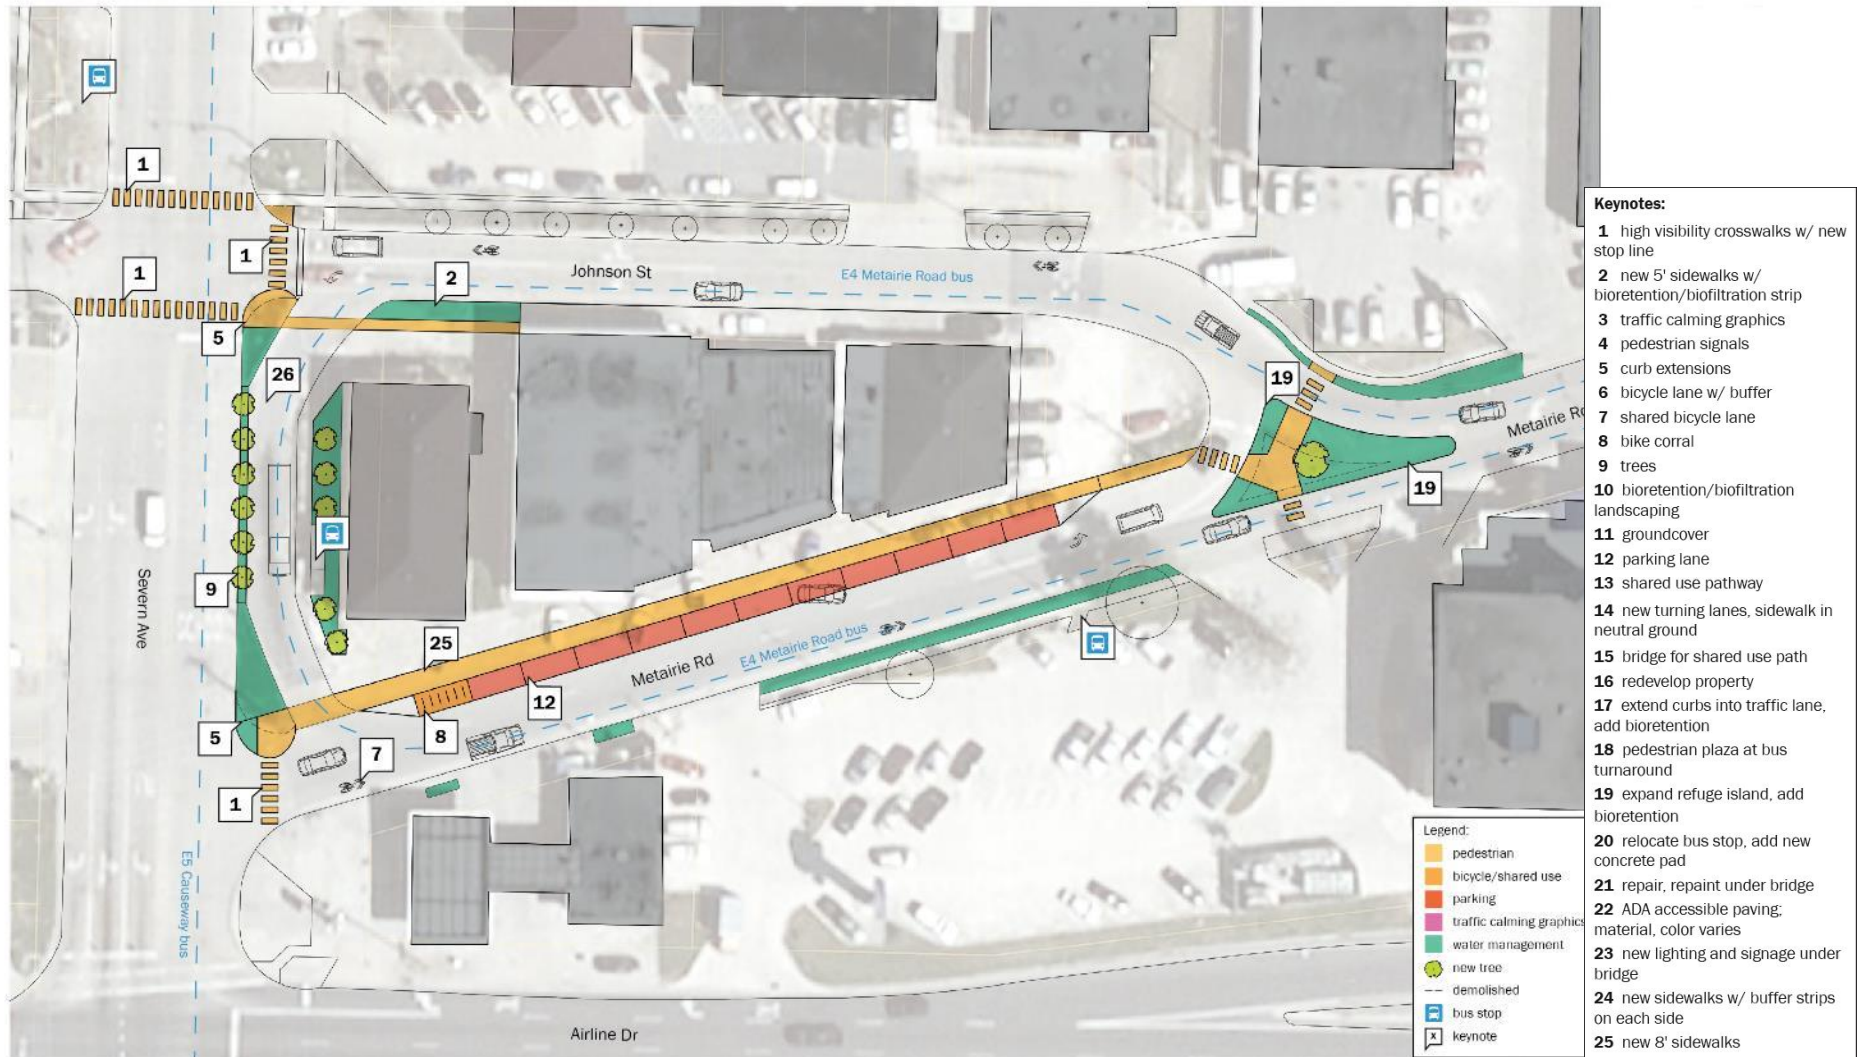 1
1
1
2
Johnson St
E4 Metairie Road bus
5
26
19
Metairie R
19
9
Severn Ave
25
E4 Metairie Road bus
Metairie Rd
12
5
8
7
1
E5 Causeway bus
Airline Dr
Legend:
pedestrian
bicycle/shared use
parking
traffic calming graphics
water management
new tree
demolished
bus stop
x keynote
Keynotes:
1 high visibility crosswalks w/ new
stop line
2 new 5' sidewalks w/
bioretention/biofiltration strip
3 traffic calming graphics
4 pedestrian signals
5 curb extensions
6 bicycle lane w/ buffer
7 shared bicycle lane
8 bike corral
9 trees
10 bioretention/biofiltration
landscaping
11 groundcover
12 parking lane
13 shared use pathway
14 new turning lanes, sidewalk in
neutral ground
15 bridge for shared use path
16 redevelop property
17 extend curbs into traffic lane,
add bioretention
18 pedestrian plaza at bus
turnaround
19 expand refuge island, add
bioretention
20 relocate bus stop, add new
concrete pad
21 repair, repaint under bridge
22 ADA accessible paving;
material, color varies
23 new lighting and signage under
bridge
24 new sidewalks w/ buffer strips
on each side
25 new 8' sidewalks